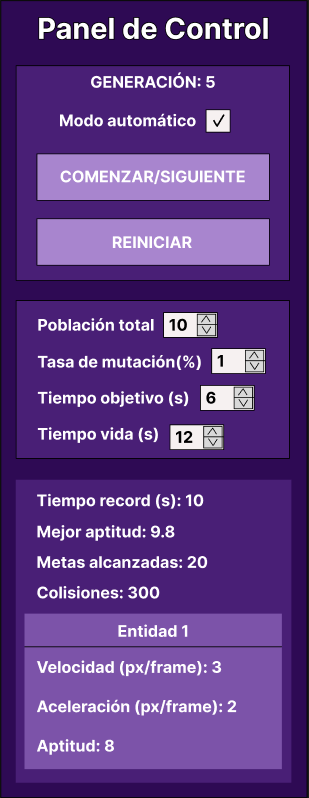 Panel de Control
GENERACIÓN: 5
Modo automático
COMENZAR/SIGUIENTE
REINICIAR
Población total 10
Tasa de mutación(%) 1
Tiempo objetivo (s) 6
Tiempo vida (s) 12
Tiempo record (s): 10
Mejor aptitud: 9.8
Metas alcanzadas: 20
Colisiones: 300
Entidad 1
Velocidad (px/frame): 3
Aceleración (px/frame): 2
Aptitud: 8